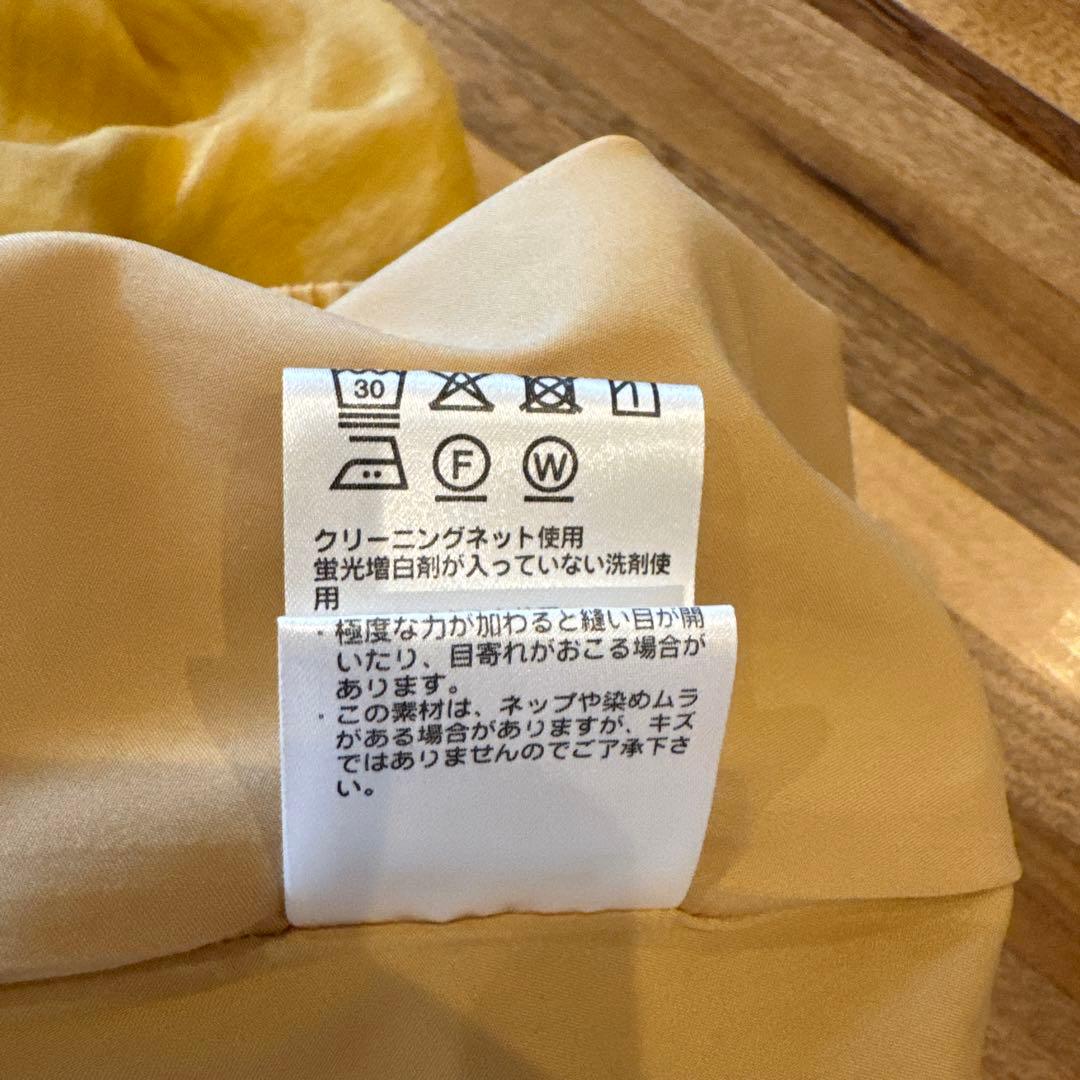 30
F W
クリーニングネット使用
蛍光増白剤が入っていない洗剤使
用
・極度な力が加わると縫い目が開
いたり、目寄れがおこる場合が
あります。
・この素材は、ネップや染めムラ
がある場合がありますが、キズ
ではありませんのでご了承下さ
い。